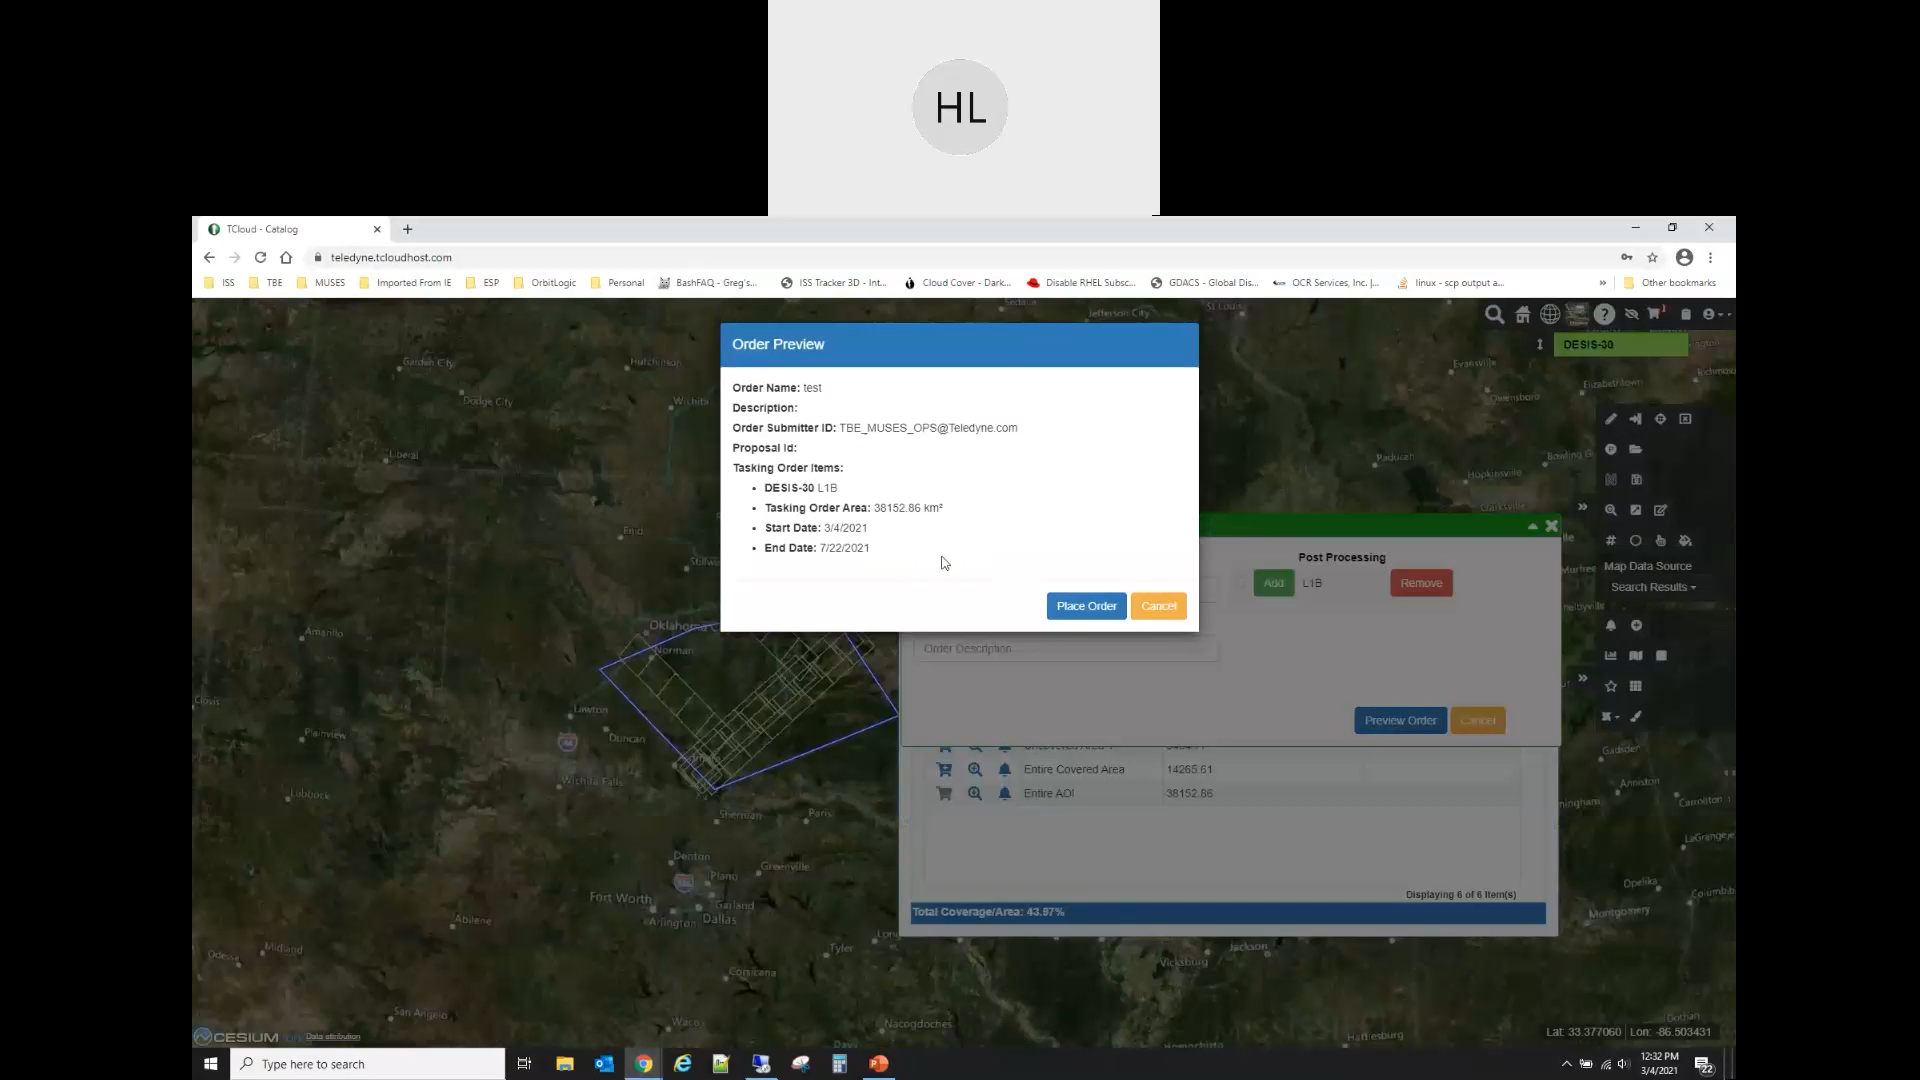 HL
TCloud - Catalog
teledyne.tcloudhost.com
ISS TBE MUSES Imported From IE ESP OrbitLogic Personal BashFAQ - Greg's... ISS Tracker 3D - Int... Cloud Cover - Dark... Disable RHEL Subsc... GDACS - Global Dis... OCR Services, Inc. |... linux - scp output a... » Other bookmarks
Jefferson City
Order Preview
DESIS-30
Garden City
Hutchinson
Evansville
Elizabethtown
Order Name: test
Dodge City
Wichita
Owensboro
Description:
Order Submitter ID: TBE_MUSES_OPS@Teledyne.com
Proposal Id:
Liberal
Paducah
Bowling
Tasking Order Items:
Hopkinsville
• DESIS-30 L1B
• Tasking Order Area: 38152.86 km²
Clarksville
• Start Date: 3/4/2021
Enid
• End Date: 7/22/2021
Post Processing
Map Data Source
Add L1B Remove
Search Results
Place Order Cancel
Amarillo
Oklahoma
Norman
Order Description...
Clovis
Lawton
Preview Order Cancel
Plainview
Duncan
Gadsden
Entire Covered Area 14265.61
Wichita Falls
Anniston
Lubbock
Entire AOI 38152.86
Carrollton
Sherman
Paris
LaGrange
Denton
Greenville
Plano
Opelika
Fort Worth
Garland
Displaying 6 of 6 Item(s)
Total Coverage/Area: 43.97%
Montgomery
Abilene
Arlington
Dallas
Tyler
Jackson
Midland
Odessa
Vicksburg
Corsicana
San Angelo
Waco
Nacogdoches
Dothan
CESIUM ion Data attribution
Hattiesburg
Lat: 33.377060 Lon: -86.503431
Type here to search
12:32 PM
3/4/2021
22